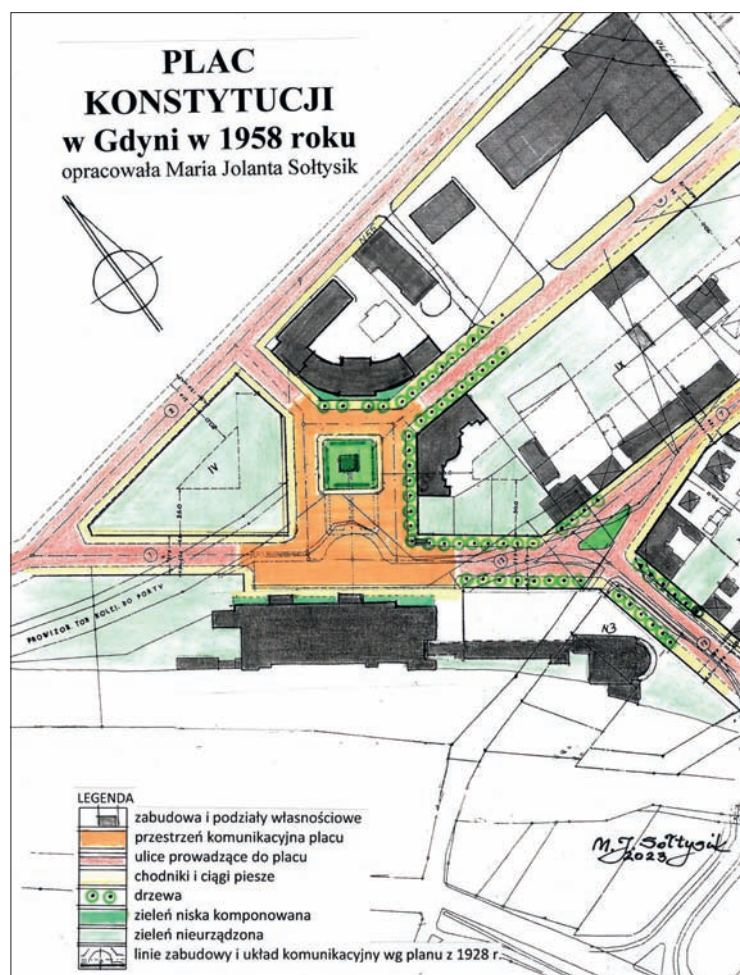 PLAC
KONSTYTUCJI
w Gdyni w 1958 roku
opracowała Maria Jolanta Sołtysik
IV
IX
PROWIZOR TOR KOLEJ. DO PORTU
N3
LEGENDA
zabudowa i podziały własnościowe
przestrzeń komunikacyjna placu
ulice prowadzące do placu
chodniki i ciągi piesze
drzewa
zieleń niska komponowana
zieleń nieurządzona
linie zabudowy i układ komunikacyjny wg planu z 1928 r.
M. J. Sołtysik
2023